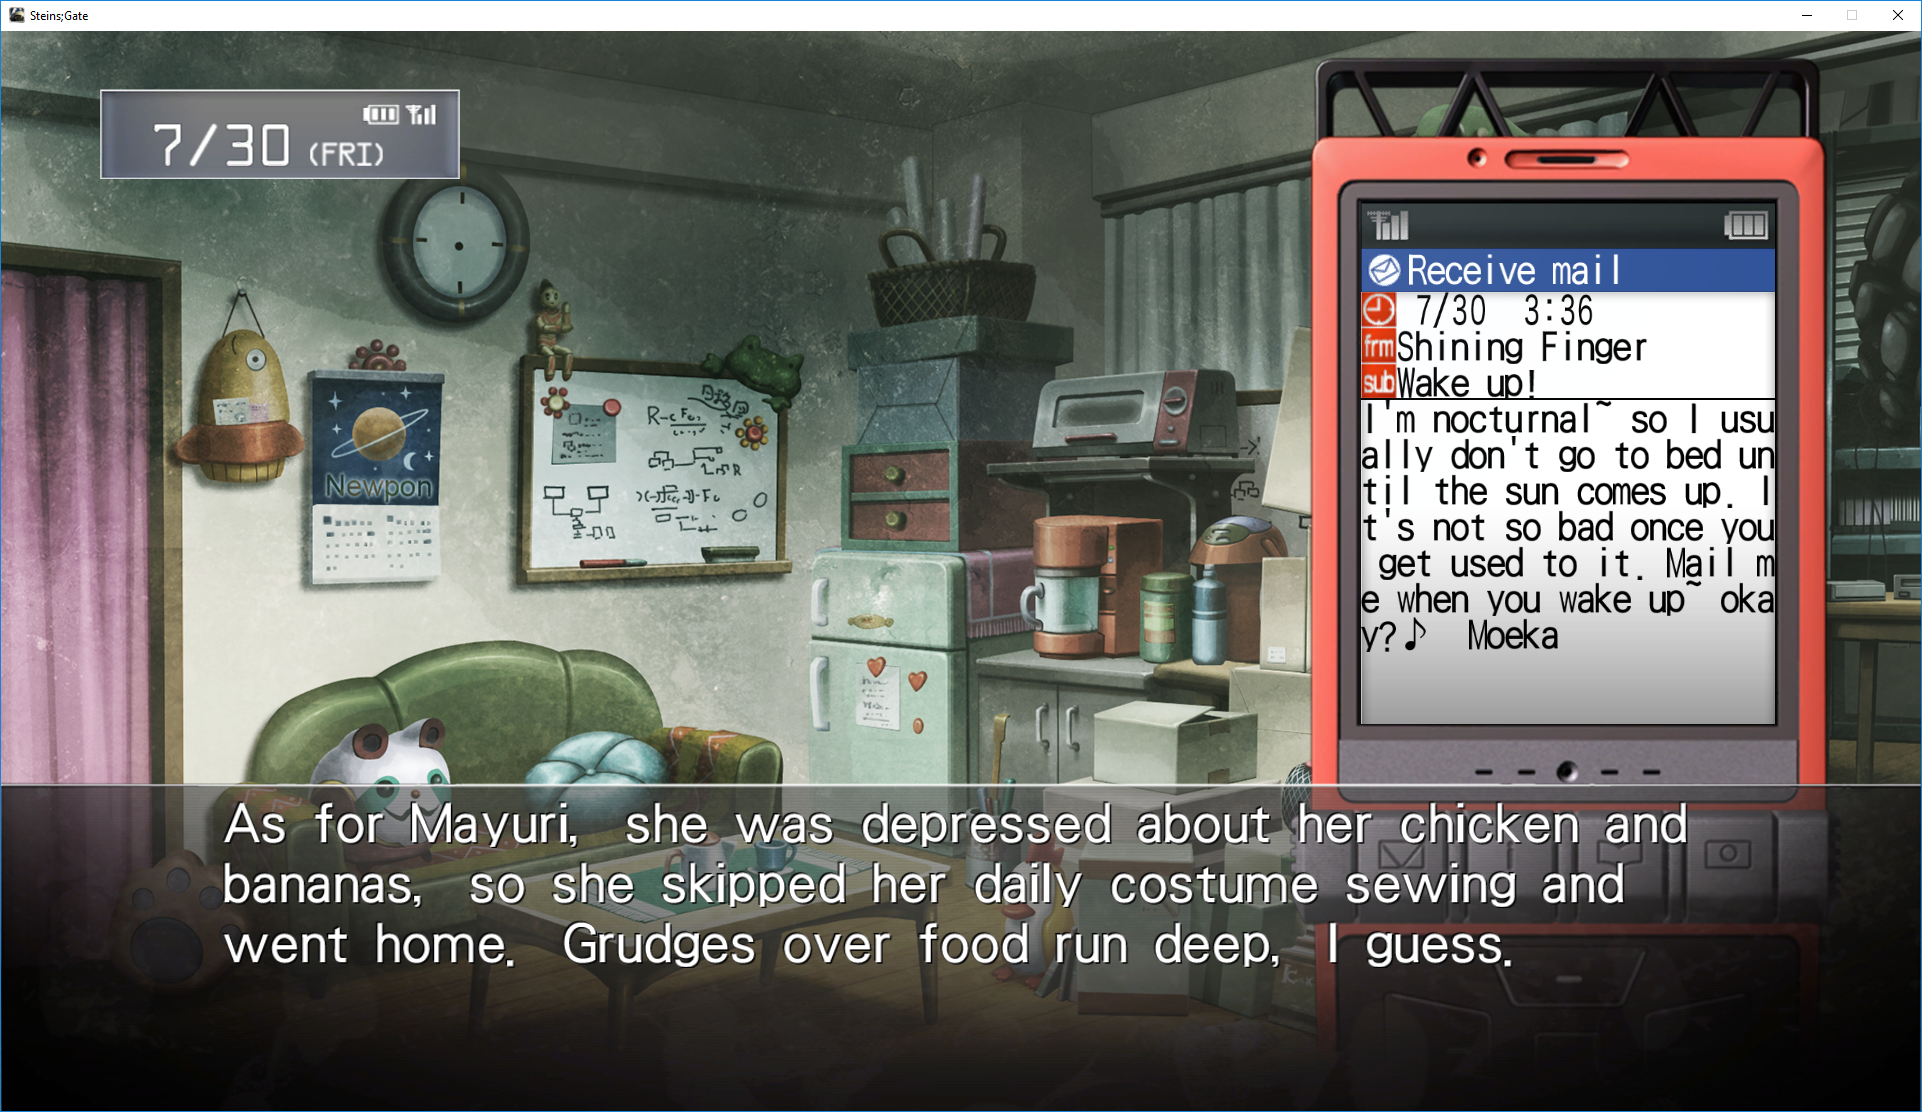 Steins;Gate
7/30 (FRI)
Newpon
Receive mail
7/30 3:36
frm Shining Finger
sub Wake up!
I'm nocturnal~ so I usu
ally don't go to bed un
til the sun comes up. I
t's not so bad once you
get used to it. Mail m
e when you wake up~ oka
y?♪ Moeka
As for Mayuri, she was depressed about her chicken and
bananas, so she skipped her daily costume sewing and
went home. Grudges over food run deep, I guess.